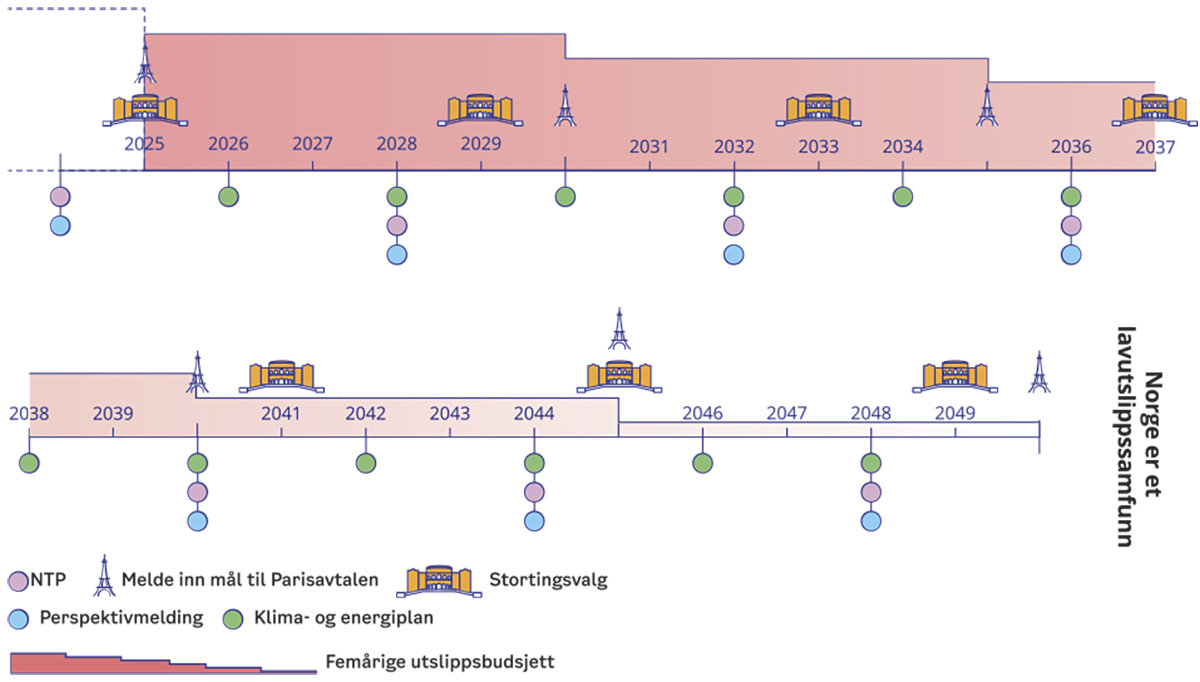 2025 2026 2027 2028 2029 2031 2032 2033 2034 2036 2037
2038 2039 2041 2042 2043 2044 2046 2047 2048 2049
Norge er et
lavutslippssamfunn
NTP Melde inn mål til Parisavtalen Stortingsvalg
Perspektivmelding Klima- og energiplan
Femårige utslippsbudsjett